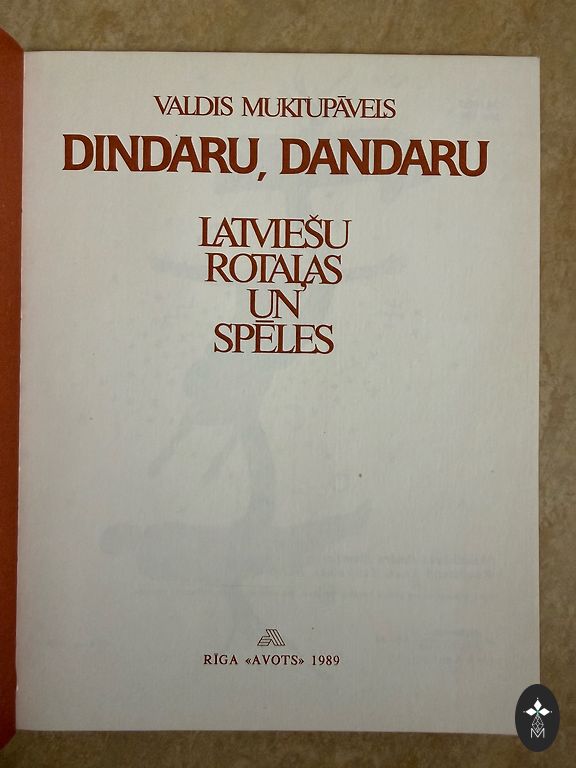 VALDIS MUKTUPĀVELS
DINDARU, DANDARU
LATVIEŠU
ROTAĻAS
UN
SPĒLES
RĪGA «AVOTS» 1989
M